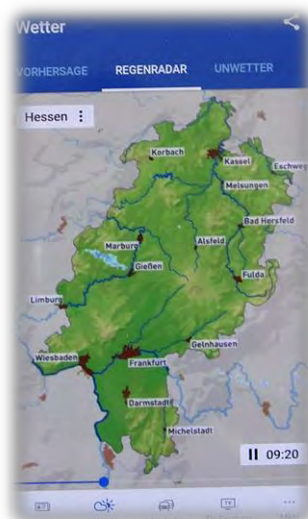 Wetter
VORHERSAGE REGENRADAR UNWETTER
Hessen
Korbach
Kassel
Eschweg
Melsungen
Bad Hersfeld
Marburg
Alsfeld
Gießen
Fulda
Limburg
Gelnhausen
Wiesbaden
Frankfurt
Darmstadt
Michelstadt
09:20